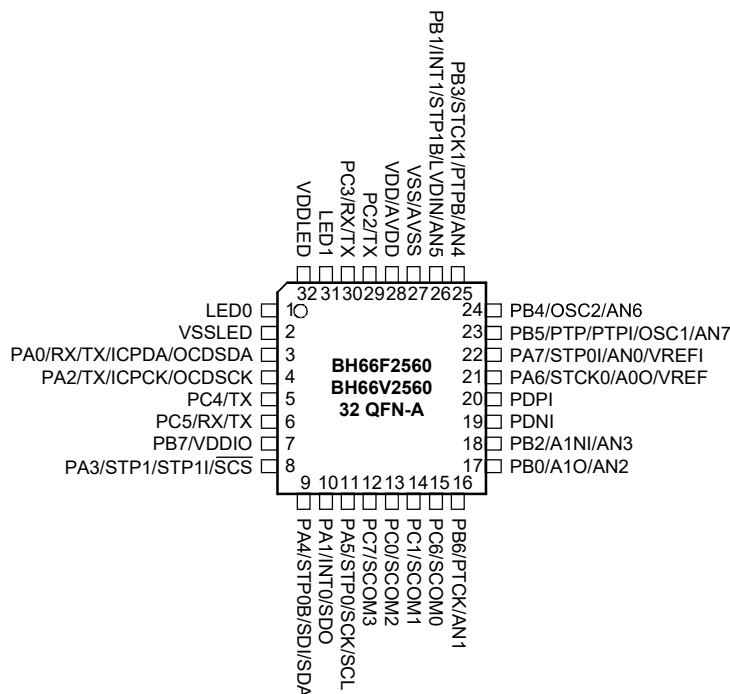 PB3/STCK1/PTPB/AN4
PB1/INT1/STP1B/LVDIN/AN5
VSS/AVSS
VDD/AVDD
PC2/TX
PC3/RX/TX
LED1
VDDLED
32 31 30 29 28 27 26 25
LED0 1
VSSLED 2
PA0/RX/TX/ICPDA/OCDSDA 3
PA2/TX/ICPCK/OCDSCK 4
PC4/TX 5
PC5/RX/TX 6
PB7/VDDIO 7
PA3/STP1/STP1I/SCS 8
BH66F2560
BH66V2560
32 QFN-A
24 PB4/OSC2/AN6
23 PB5/PTP/PTPI/OSC1/AN7
22 PA7/STP0I/AN0/VREFI
21 PA6/STCK0/A0O/VREF
20 PDPI
19 PDNI
18 PB2/A1NI/AN3
17 PB0/A1O/AN2
9 10 11 12 13 14 15 16
PA4/STP0B/SDI/SDA
PA1/INT0/SDO
PA5/STP0/SCK/SCL
PC7/SCOM3
PC0/SCOM2
PC1/SCOM1
PC6/SCOM0
PB6/PTCK/AN1